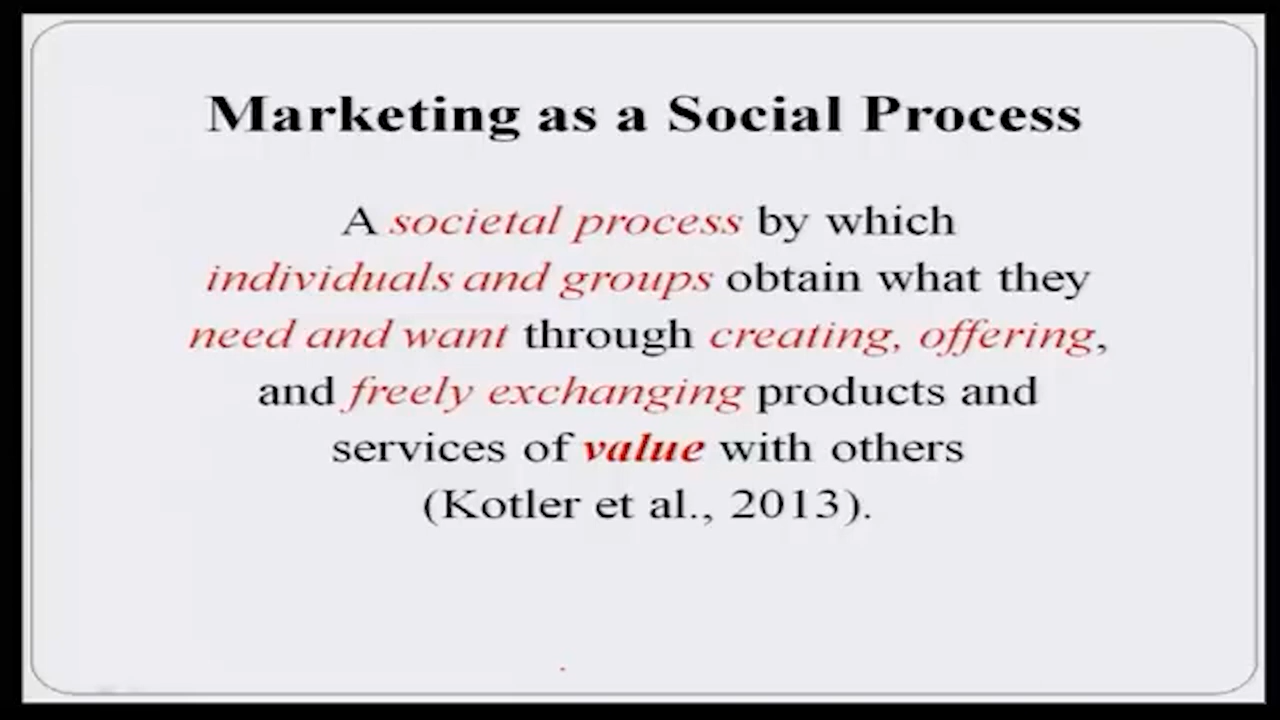 Marketing as a Social Process
A societal process by which
individuals and groups obtain what they
need and want through creating, offering,
and freely exchanging products and
services of value with others
(Kotler et al., 2013).